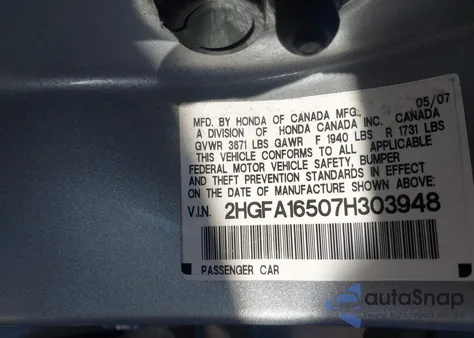 MFD. BY HONDA OF CANADA MFG., 05/07
A DIVISION OF HONDA CANADA INC. CANADA
GVWR 3671 LBS GAWR F 1940 LBS R 1731 LBS
THIS VEHICLE CONFORMS TO ALL APPLICABLE
FEDERAL MOTOR VEHICLE SAFETY, BUMPER
AND THEFT PREVENTION STANDARDS IN EFFECT
ON DATE OF MANUFACTURE SHOWN ABOVE:
V.I.N. 2HGFA16507H303948
PASSENGER CAR
autoSnap